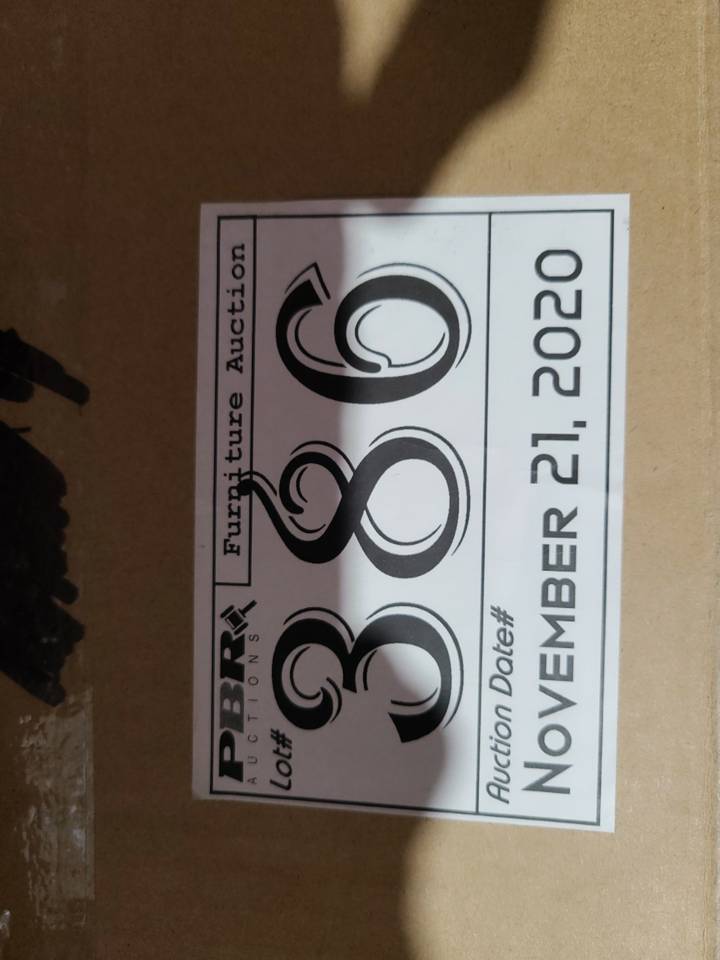 PBR Furniture Auction
AUCTIONS
Lot#
386
Auction Date#
NOVEMBER 21, 2020